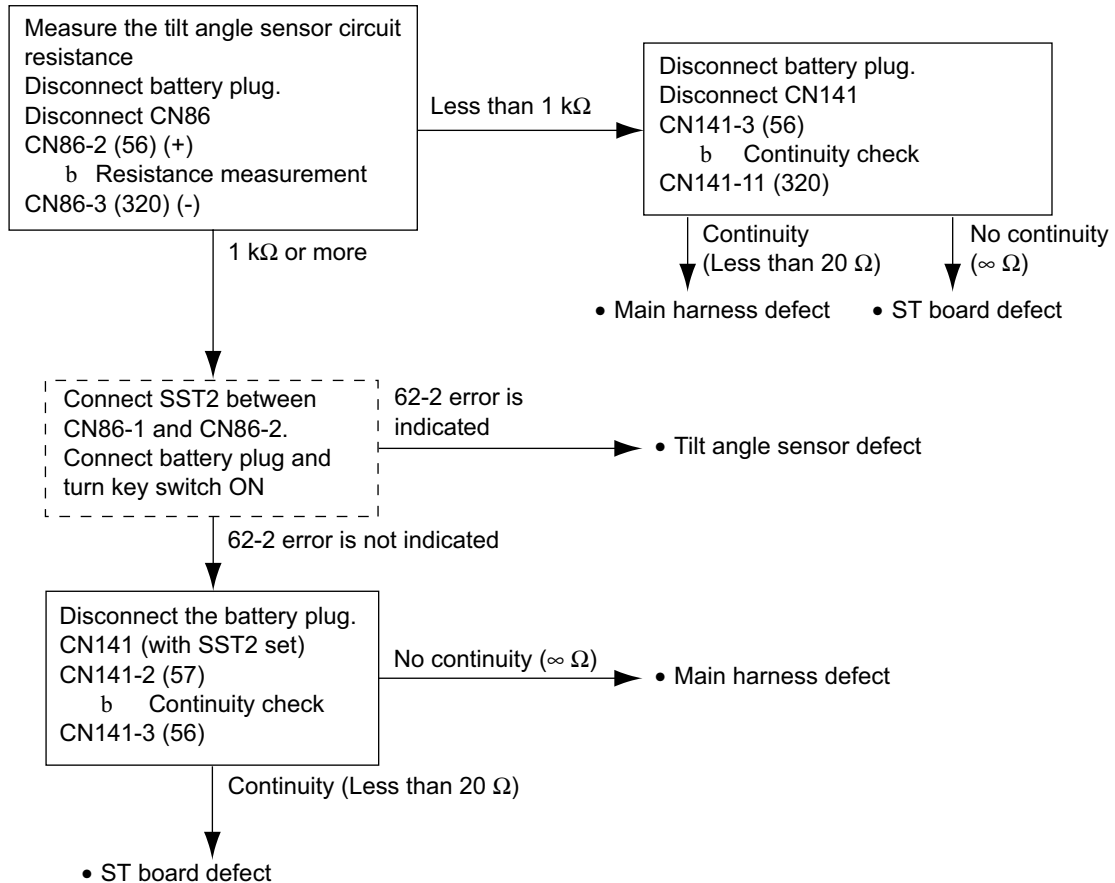 Measure the tilt angle sensor circuit
resistance
Disconnect battery plug.
Disconnect CN86
CN86-2 (56) (+)
b Resistance measurement
CN86-3 (320) (-)
Less than 1 kΩ
Disconnect battery plug.
Disconnect CN141
CN141-3 (56)
b Continuity check
CN141-11 (320)
1 kΩ or more
Continuity
(Less than 20 Ω)
No continuity
(∞ Ω)
• Main harness defect
• ST board defect
Connect SST2 between
CN86-1 and CN86-2.
Connect battery plug and
turn key switch ON
62-2 error is
indicated
• Tilt angle sensor defect
62-2 error is not indicated
Disconnect the battery plug.
CN141 (with SST2 set)
CN141-2 (57)
b Continuity check
CN141-3 (56)
No continuity (∞ Ω)
• Main harness defect
Continuity (Less than 20 Ω)
• ST board defect